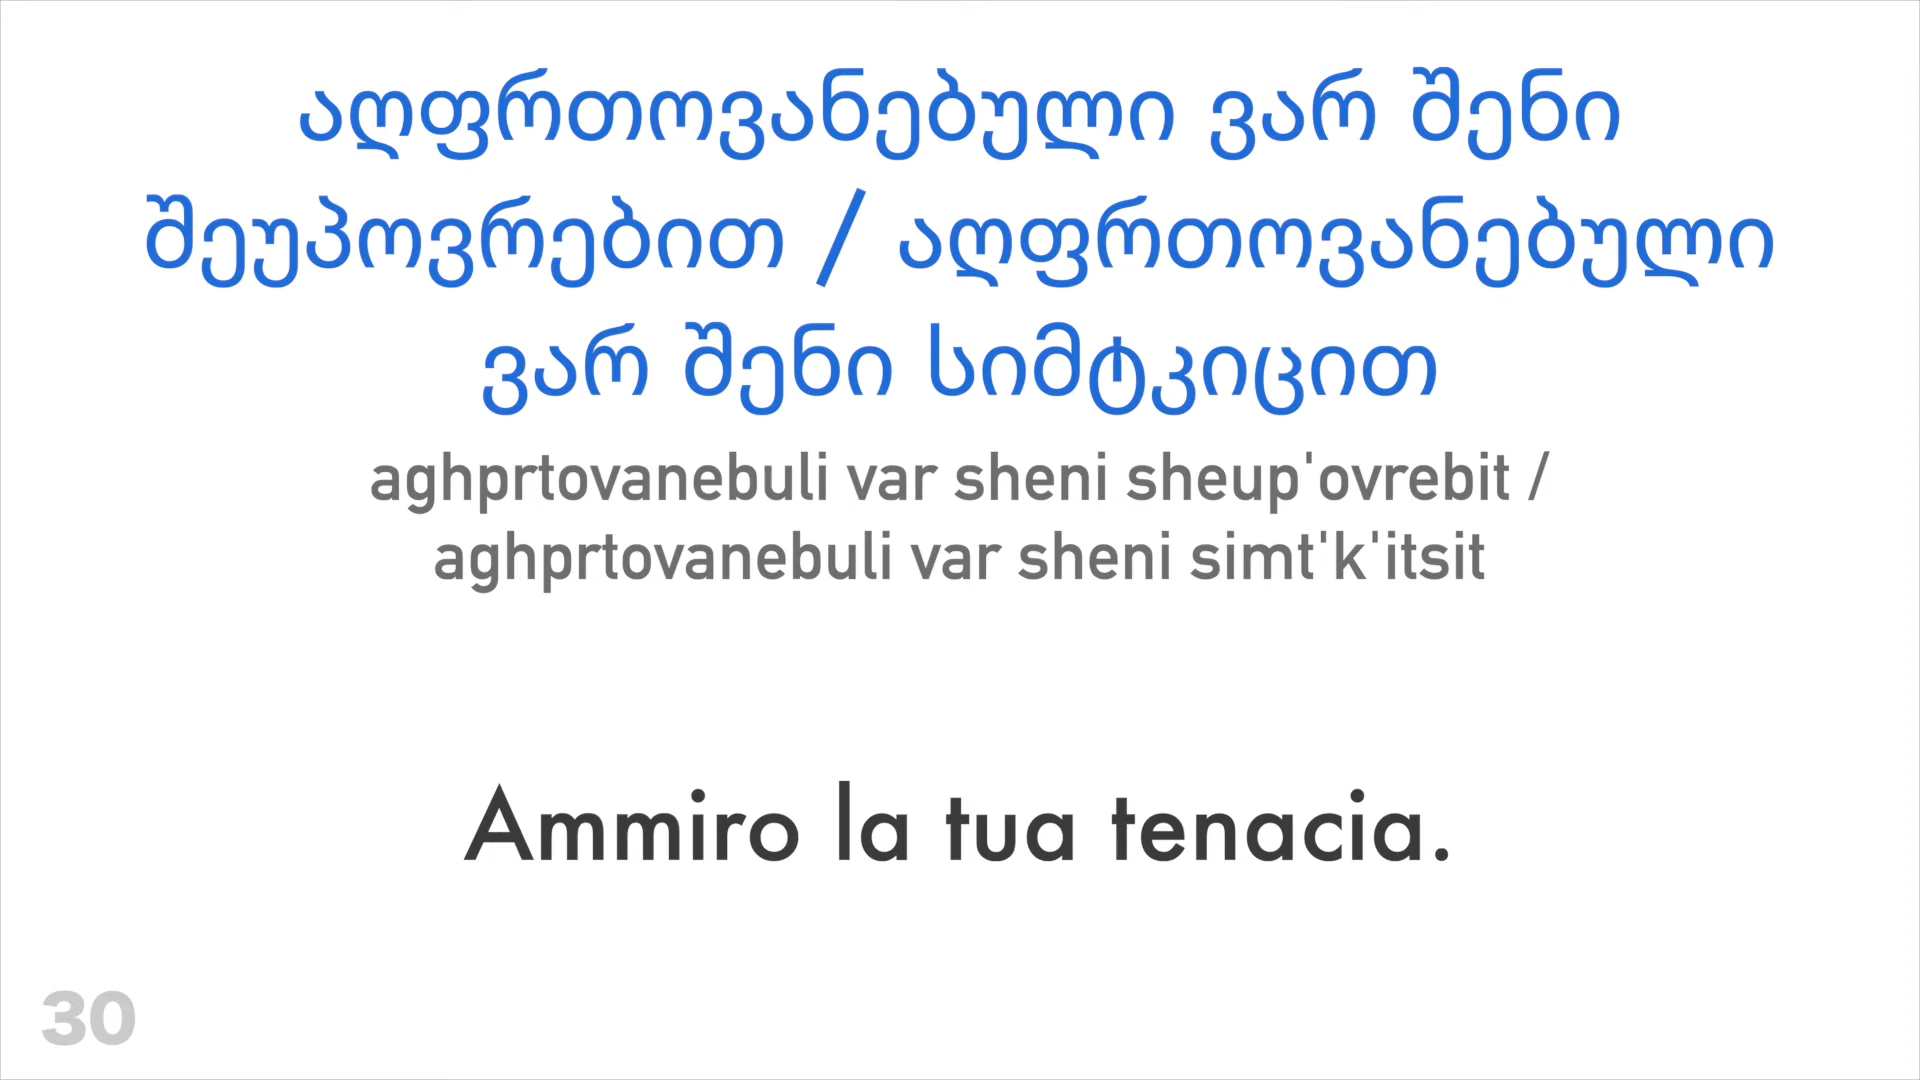 აღფრთოვანებული ვარ შენი
შეუპოვრებით / აღფრთოვანებული
ვარ შენი სიმტკიცით
aghprtovanebuli var sheni sheup'ovrebit /
aghprtovanebuli var sheni simt'k'itsit
Ammiro la tua tenacia.
30